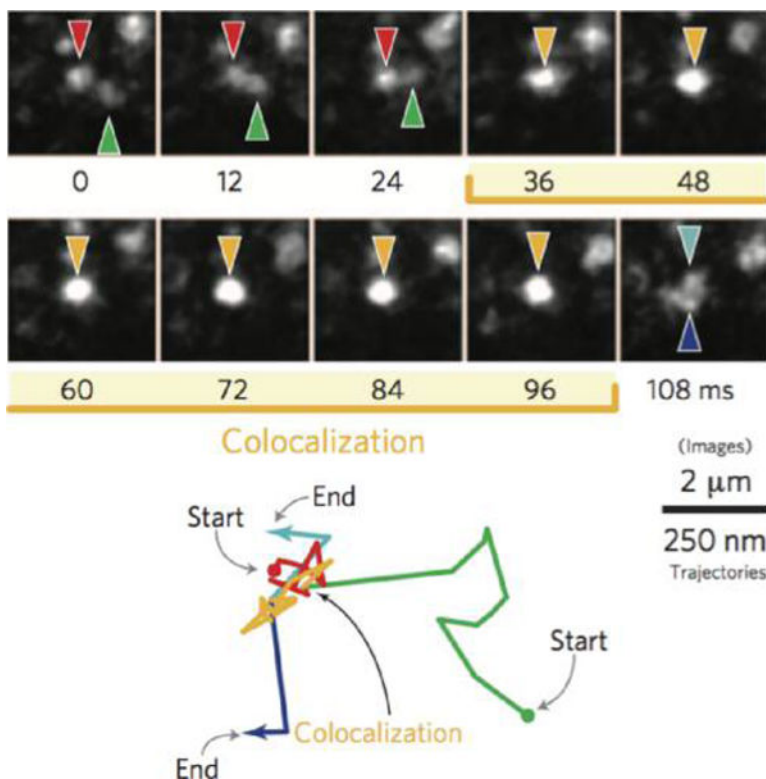 0 12 24 36 48
60 72 84 96 108 ms
Colocalization
(Images)
2 μm
250 nm
Trajectories
End
Start
Start
Colocalization
End